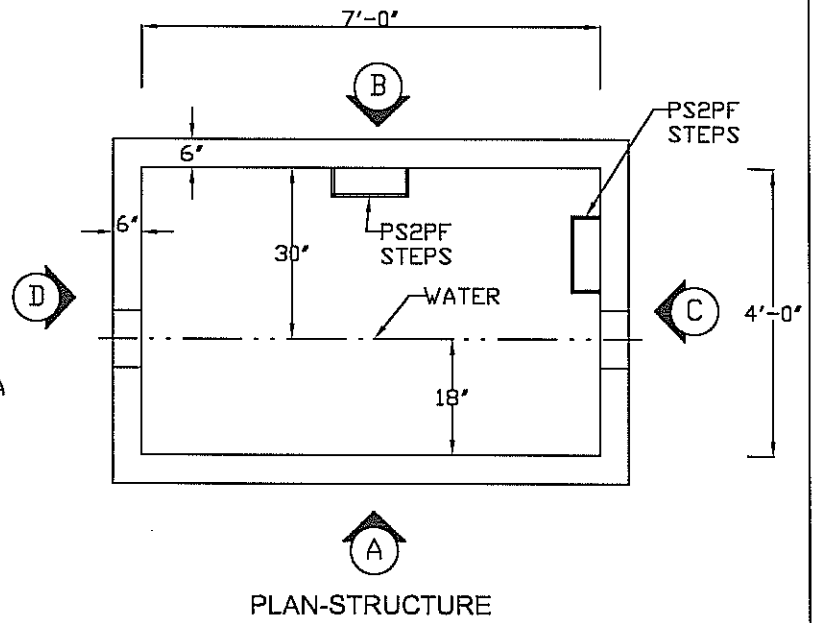 7'-0"
B
PS2PF
STEPS
6"
6"
PS2PF
STEPS
30"
D
WATER
C
4'-0"
A
18"
A
PLAN-STRUCTURE